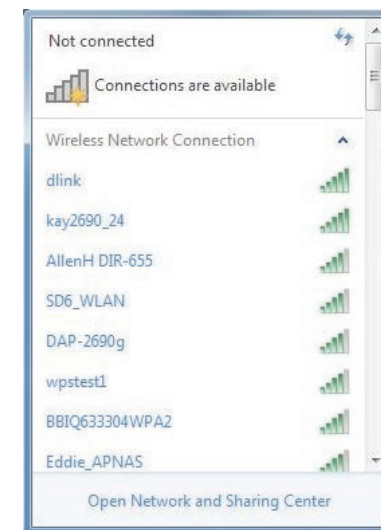 Not connected
Connections are available
Wireless Network Connection
dlink
kay2690_24
AllenH DIR-655
SD6_WLAN
DAP-2690g
wpstest1
BBIQ633304WPA2
Eddie_APNAS
Open Network and Sharing Center